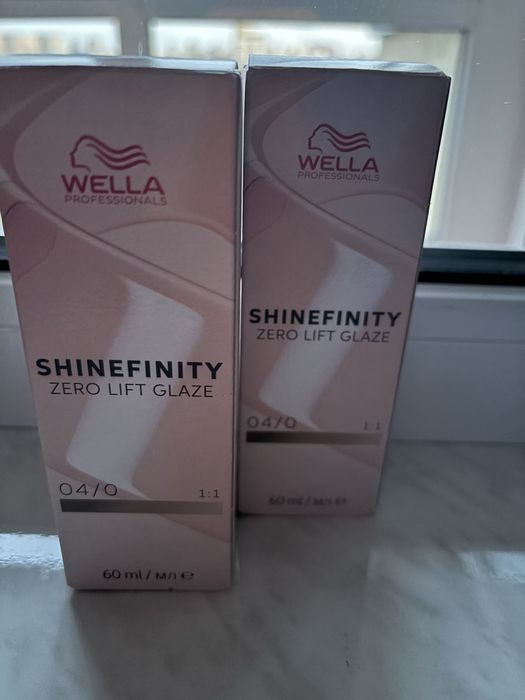 WELLA
PROFESSIONALS
SHINEFINITY
ZERO LIFT GLAZE
04/0 1:1
60 ml / мл ℮
WELLA
PROFESSIONALS
SHINEFINITY
ZERO LIFT GLAZE
04/0 1:1
60 ml / мл ℮